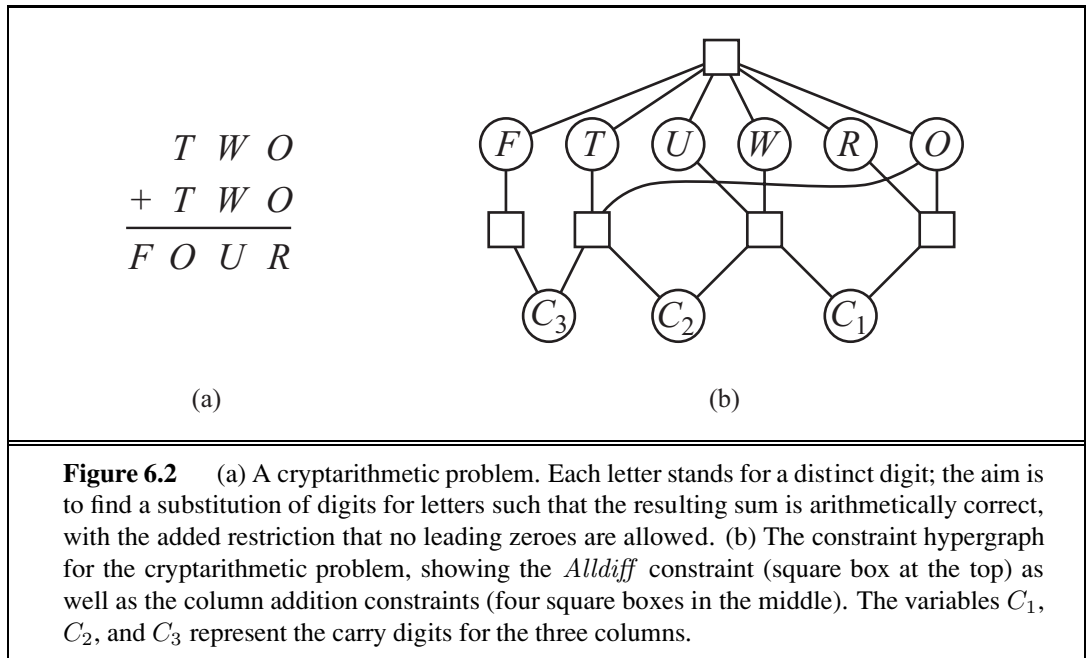 T W O
+ T W O
F O U R
F T U W R O
C₃ C₂ C₁
(a) (b)
Figure 6.2 (a) A cryptarithmetic problem. Each letter stands for a distinct digit; the aim is
to find a substitution of digits for letters such that the resulting sum is arithmetically correct,
with the added restriction that no leading zeroes are allowed. (b) The constraint hypergraph
for the cryptarithmetic problem, showing the Alldiff constraint (square box at the top) as
well as the column addition constraints (four square boxes in the middle). The variables C₁,
C₂, and C₃ represent the carry digits for the three columns.